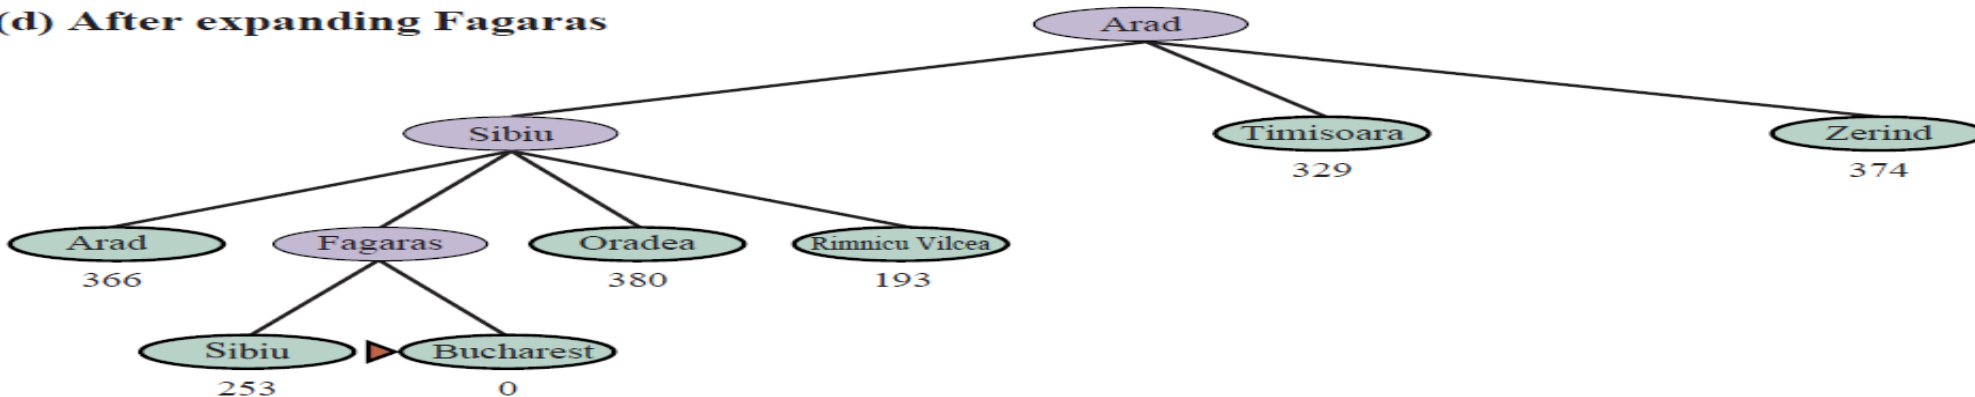 (d) After expanding Fagaras
Arad
Sibiu
Timisoara
Zerind
329
374
Arad
Fagaras
Oradea
Rimnicu Vilcea
366
380
193
Sibiu
Bucharest
253
0